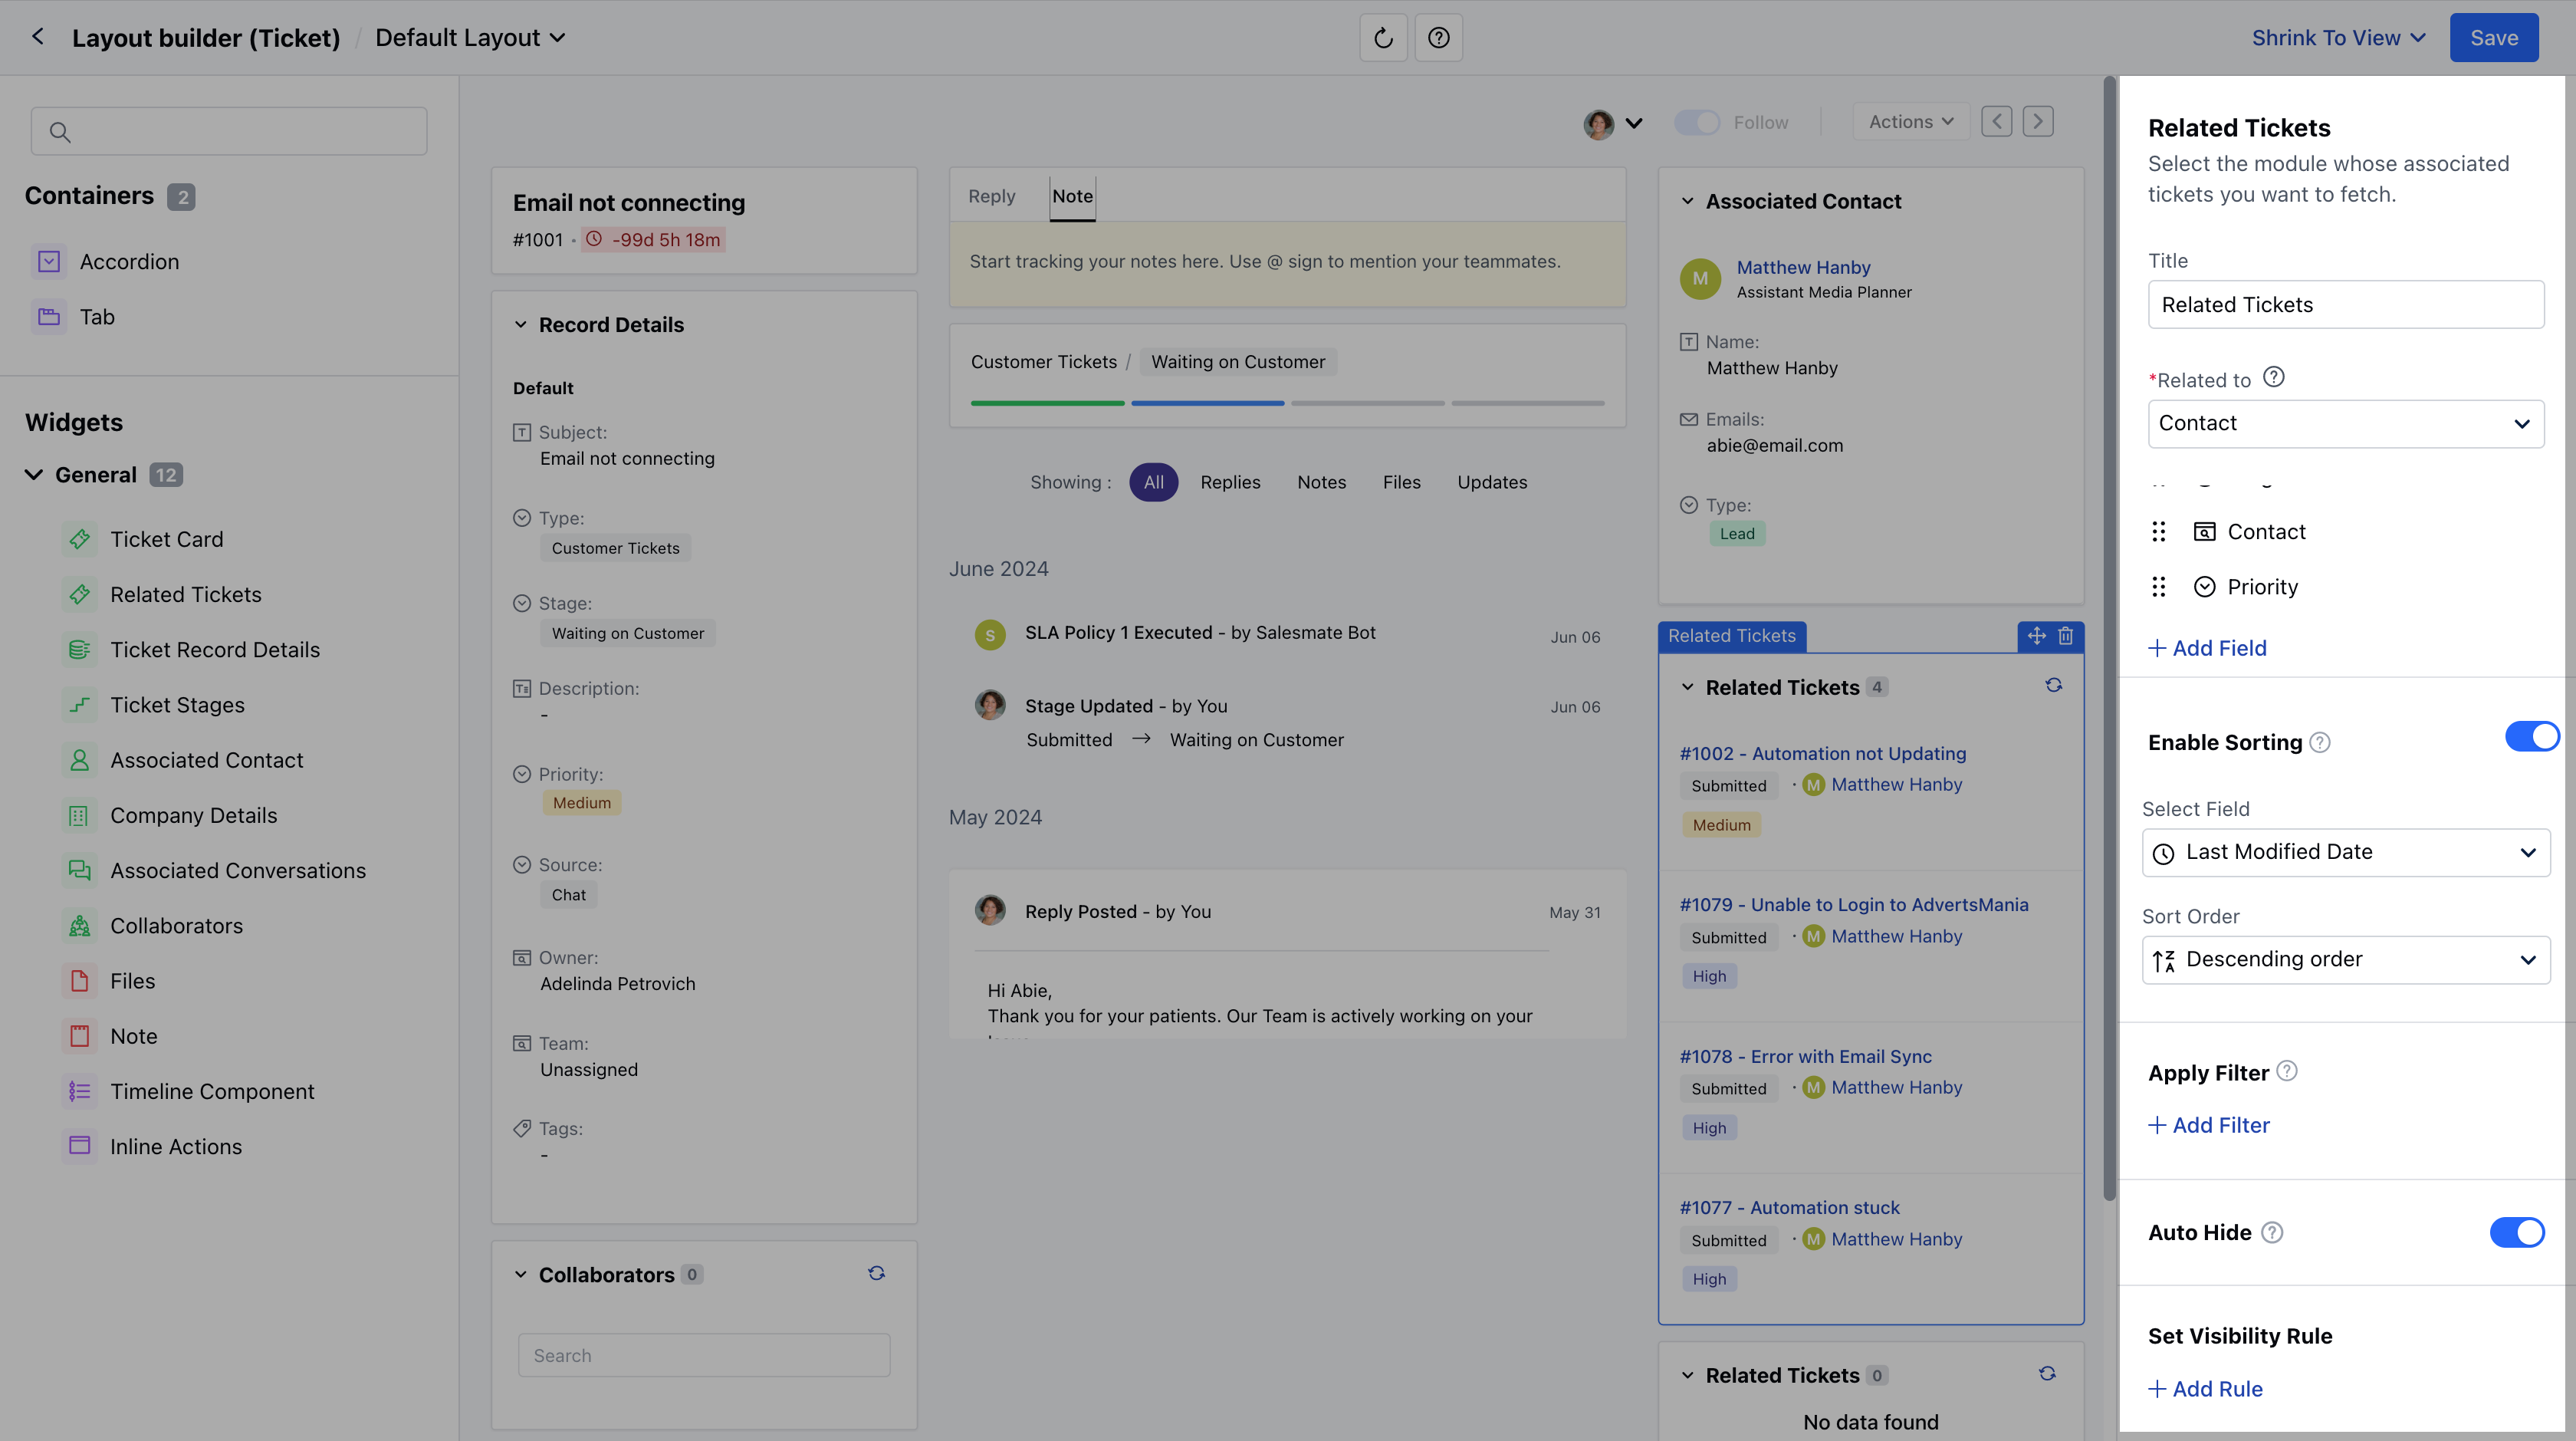 Layout builder (Ticket) / Default Layout
Shrink To View
Save
Containers 2
Accordion
Tab
Widgets
General 12
Ticket Card
Related Tickets
Ticket Record Details
Ticket Stages
Associated Contact
Company Details
Associated Conversations
Collaborators
Files
Note
Timeline Component
Inline Actions
Follow
Actions
Email not connecting
#1001 · -99d 5h 18m
Record Details
Default
Subject:
Email not connecting
Type:
Customer Tickets
Stage:
Waiting on Customer
Description:
-
Priority:
Medium
Source:
Chat
Owner:
Adelinda Petrovich
Team:
Unassigned
Tags:
-
Collaborators 0
Search
Reply Note
Start tracking your notes here. Use @ sign to mention your teammates.
Customer Tickets / Waiting on Customer
Showing : All Replies Notes Files Updates
June 2024
S SLA Policy 1 Executed - by Salesmate Bot Jun 06
Stage Updated - by You Jun 06
Submitted → Waiting on Customer
May 2024
Reply Posted - by You May 31
Hi Abie,
Thank you for your patients. Our Team is actively working on your
Associated Contact
M
Matthew Hanby
Assistant Media Planner
Name:
Matthew Hanby
Emails:
abie@email.com
Type:
Lead
Related Tickets
Related Tickets 4
#1002 - Automation not Updating
Submitted · M Matthew Hanby
Medium
#1079 - Unable to Login to AdvertsMania
Submitted · M Matthew Hanby
High
#1078 - Error with Email Sync
Submitted · M Matthew Hanby
High
#1077 - Automation stuck
Submitted · M Matthew Hanby
High
Related Tickets 0
No data found
Related Tickets
Select the module whose associated
tickets you want to fetch.
Title
Related Tickets
*Related to
Contact
Contact
Priority
+ Add Field
Enable Sorting
Select Field
Last Modified Date
Sort Order
Descending order
Apply Filter
+ Add Filter
Auto Hide
Set Visibility Rule
+ Add Rule